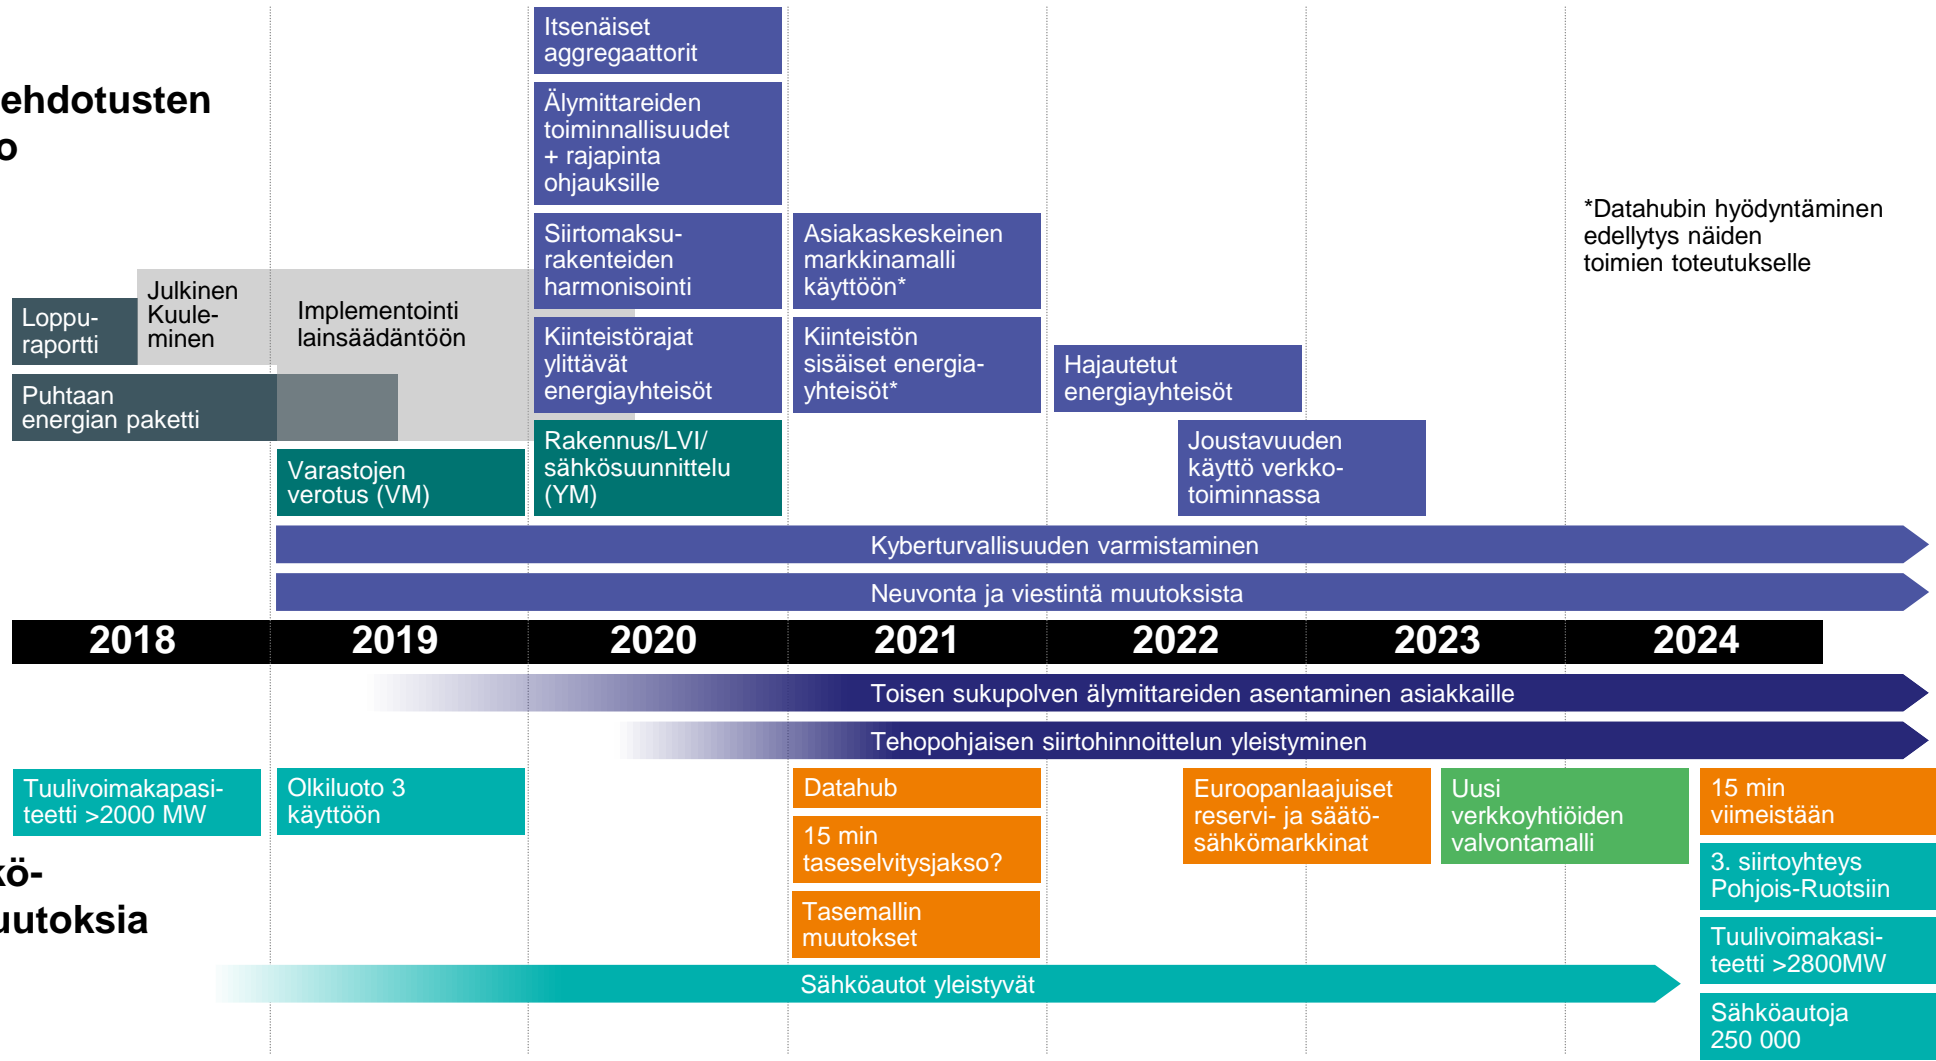 Itsenäiset
aggregaattorit
ehdotusten
o
Älymittareiden
toiminnallisuudet
+ rajapinta
ohjauksille
*Datahubin hyödyntäminen
edellytys näiden
toimien toteutukselle
Siirtomaksu-
rakenteiden
harmonisointi
Asiakaskeskeinen
markkinamalli
käyttöön*
Loppu-
raportti
Julkinen
Kuule-
minen
Implementointi
lainsäädäntöön
Kiinteistörajat
ylittävät
energiayhteisöt
Kiinteistön
sisäiset energia-
yhteisöt*
Hajautetut
energiayhteisöt
Puhtaan
energian paketti
Varastojen
verotus (VM)
Rakennus/LVI/
sähkösuunnittelu
(YM)
Joustavuuden
käyttö verkko-
toiminnassa
Kyberturvallisuuden varmistaminen
Neuvonta ja viestintä muutoksista
2018 2019 2020 2021 2022 2023 2024
Toisen sukupolven älymittareiden asentaminen asiakkaille
Tehopohjaisen siirtohinnoittelun yleistyminen
Tuulivoimakapasi-
teetti >2000 MW
Olkiluoto 3
käyttöön
Datahub
Euroopanlaajuiset
reservi- ja säätö-
sähkömarkkinat
Uusi
verkkoyhtiöiden
valvontamalli
15 min
viimeistään
15 min
taseselvitysjakso?
3. siirtoyhteys
Pohjois-Ruotsiin
kö-
uutoksia
Tasemallin
muutokset
Tuulivoimakasi-
teetti >2800MW
Sähköautot yleistyvät
Sähköautoja
250 000